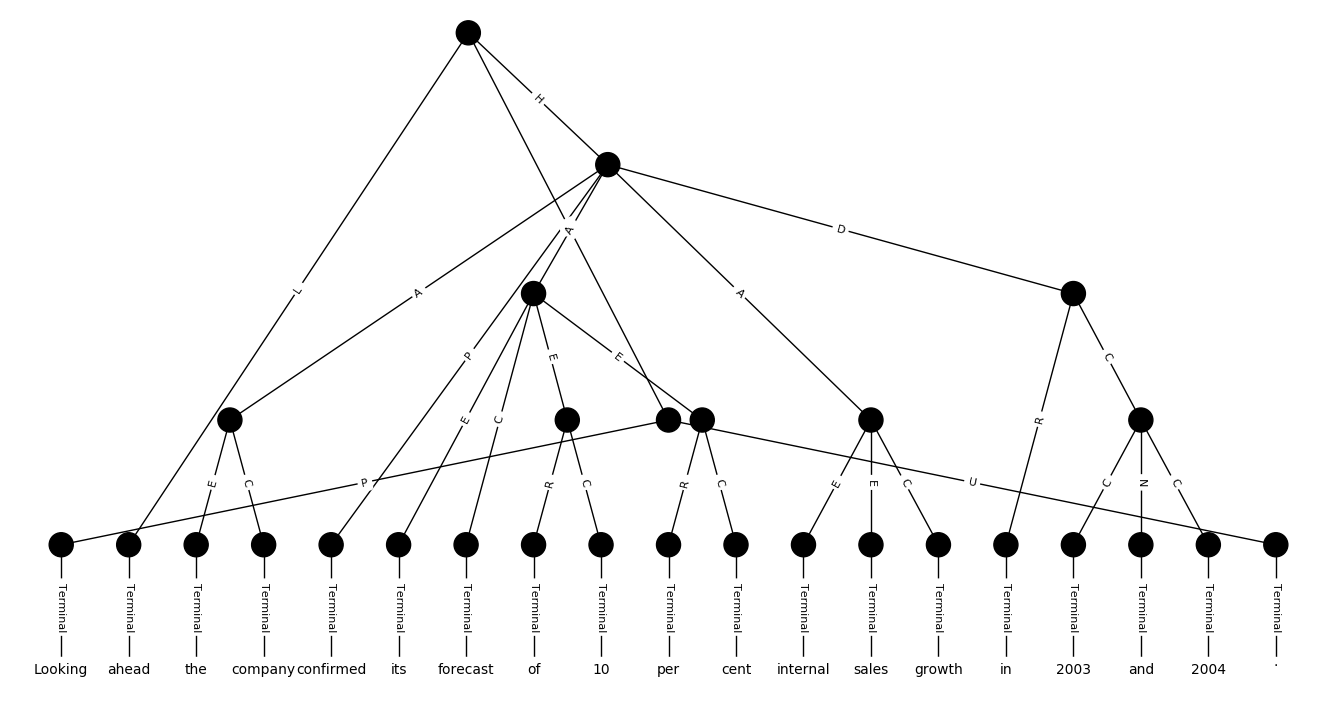 H
A D
L A A
P E E C
E C R
E C P R C R C E E C U C N C
Terminal Terminal Terminal Terminal Terminal Terminal Terminal Terminal Terminal Terminal Terminal Terminal Terminal Terminal Terminal Terminal Terminal Terminal Terminal
Looking ahead the company confirmed its forecast of 10 per cent internal sales growth in 2003 and 2004 .